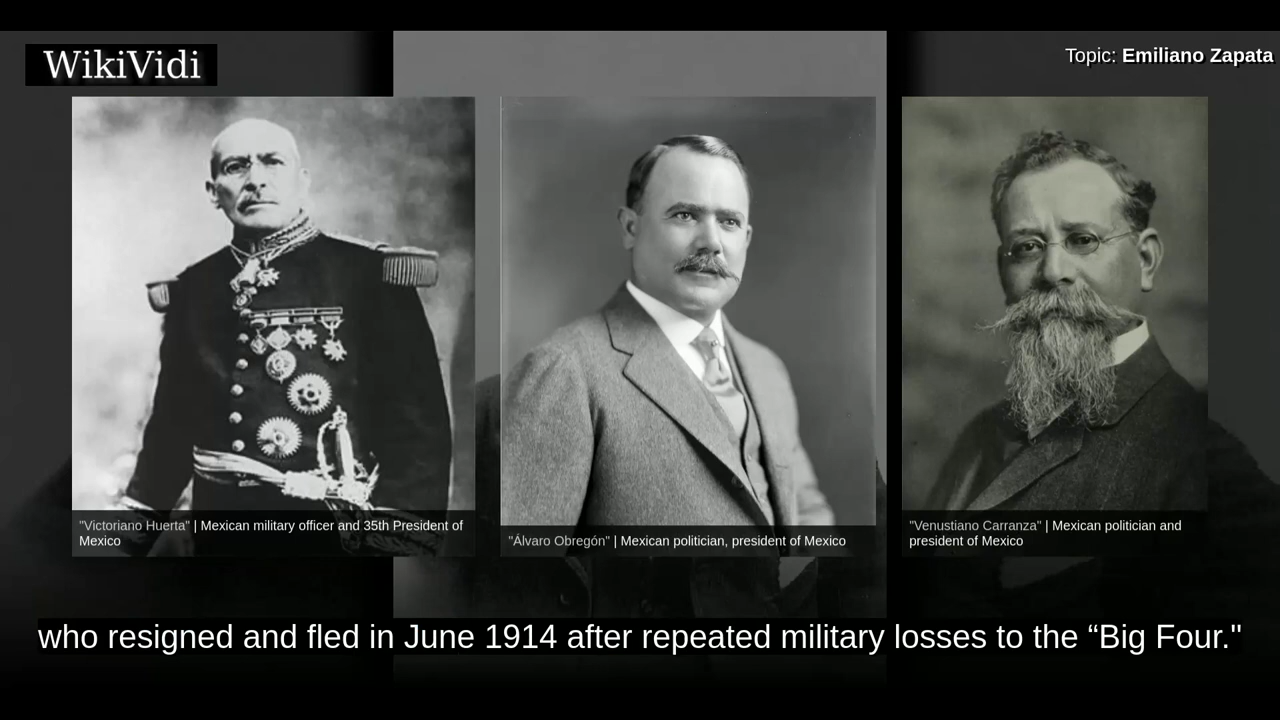 WikiVidi
Topic: Emiliano Zapata
"Victoriano Huerta" | Mexican military officer and 35th President of
Mexico
"Álvaro Obregón" | Mexican politician, president of Mexico
"Venustiano Carranza" | Mexican politician and
president of Mexico
who resigned and fled in June 1914 after repeated military losses to the “Big Four."